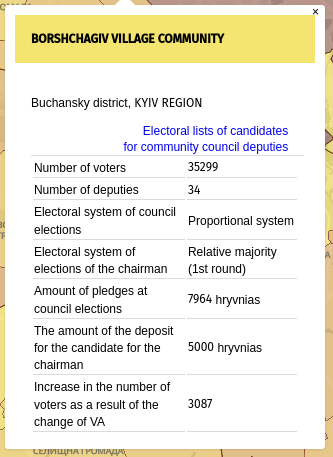 ×
BORSHCHAGIV VILLAGE COMMUNITY
Buchansky district, KYIV REGION
Electoral lists of candidates
for community council deputies
Number of voters 35299
Number of deputies 34
Electoral system of council
elections
Proportional system
Electoral system of
elections of the chairman
Relative majority
(1st round)
Amount of pledges at
council elections
7964 hryvnias
The amount of the deposit
for the candidate for the
chairman
5000 hryvnias
Increase in the number of
voters as a result of the
change of VA
3087
СЕЛИЩНА ГРОМАДА